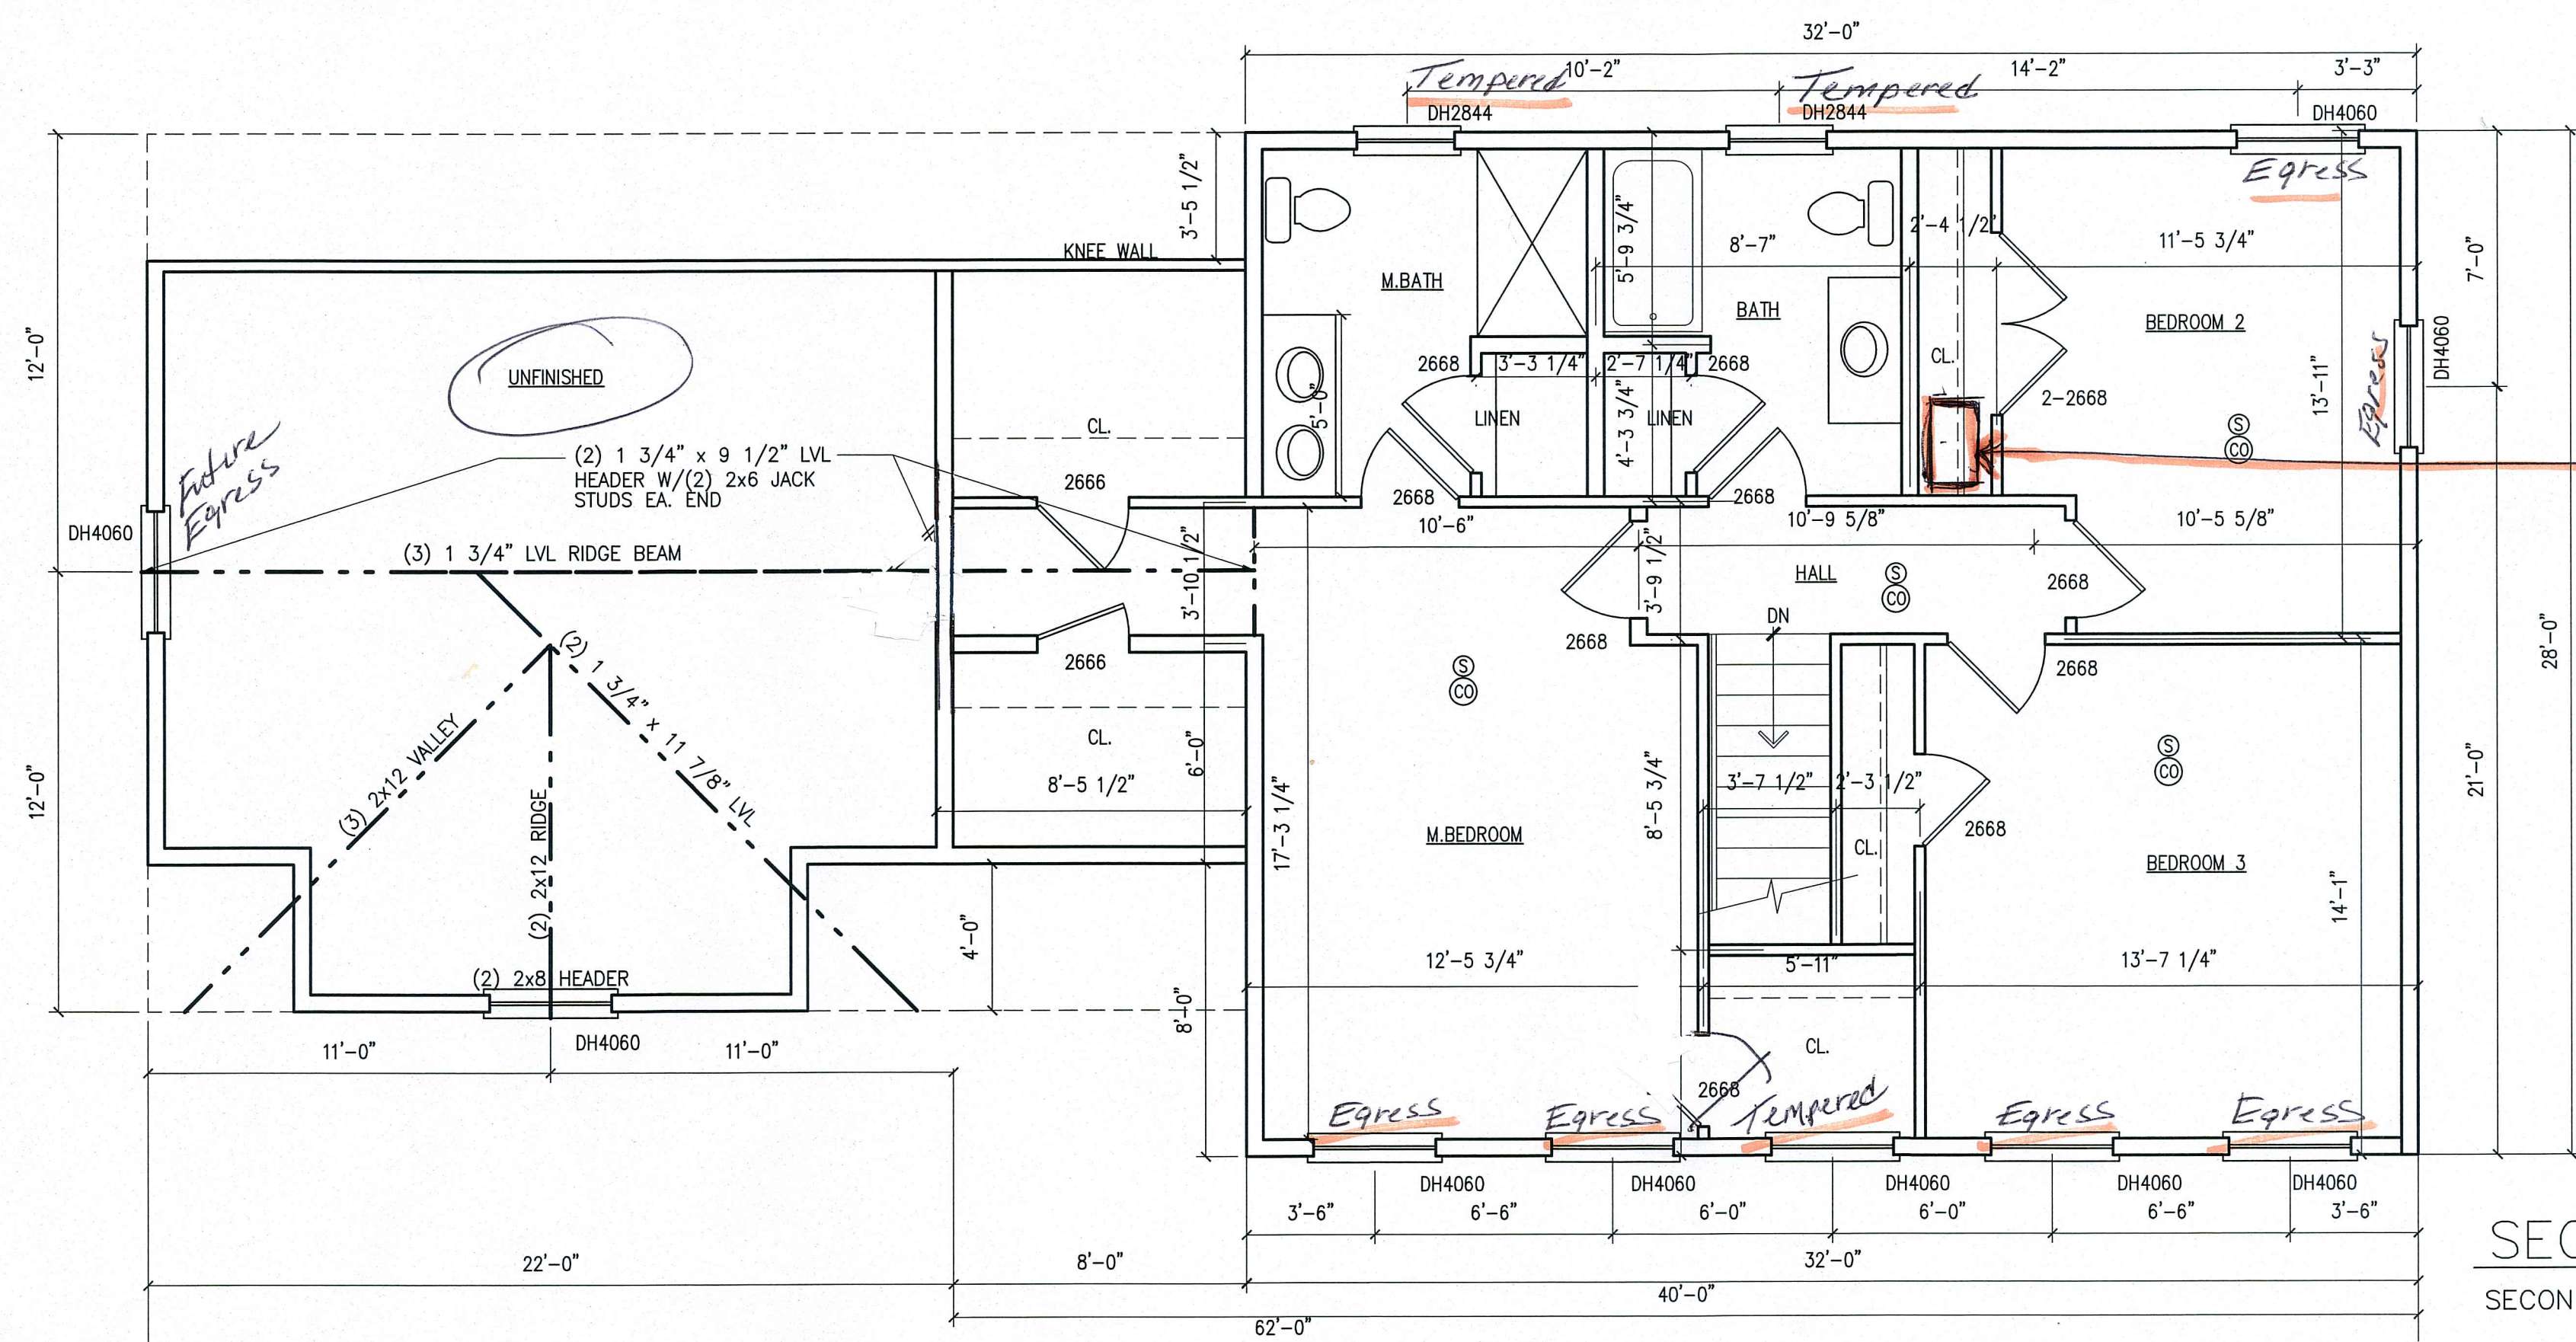 32'-0"
10'-2"
14'-2"
3'-3"
Tempered
Tempered
DH2844
DH2844
DH4060
Egress
3'-5 1/2"
KNEE WALL
12'-0"
UNFINISHED
M.BATH
5'-9 3/4"
8'-7"
BATH
2'-4 1/2"
11'-5 3/4"
BEDROOM 2
7'-0"
DH4060
Egress
13'-11"
2668
3'-3 1/4"
2'-7 1/4"
2668
CL.
2-2668
5'-0"
LINEN
4'-3 3/4"
LINEN
S
CO
CL.
Future
Egress
(2) 1 3/4" x 9 1/2" LVL
HEADER W/(2) 2x6 JACK
STUDS EA. END
2666
2668
2668
DH4060
10'-6"
10'-9 5/8"
10'-5 5/8"
(3) 1 3/4" LVL RIDGE BEAM
3'-10 1/2"
3'-9 1/2"
HALL
S
CO
2668
DN
2668
2666
S
CO
2668
28'-0"
(2) 1 3/4" x 11 7/8" LVL
(3) 2x12 VALLEY
(2) 2x12 RIDGE
12'-0"
CL.
6'-0"
8'-5 1/2"
17'-3 1/4"
8'-5 3/4"
3'-7 1/2"
2'-3 1/2"
S
CO
21'-0"
M.BEDROOM
CL.
2668
BEDROOM 3
14'-1"
4'-0"
12'-5 3/4"
5'-11"
13'-7 1/4"
(2) 2x8 HEADER
8'-0"
11'-0"
DH4060
11'-0"
CL.
2668
Egress
Egress
Tempered
Egress
Egress
DH4060
DH4060
DH4060
DH4060
DH4060
3'-6"
6'-6"
6'-0"
6'-0"
6'-6"
3'-6"
22'-0"
8'-0"
32'-0"
40'-0"
62'-0"
SEC
SECON